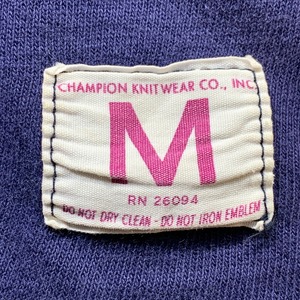 CHAMPION KNITWEAR CO., INC.
M
RN 26094
DO NOT DRY CLEAN - DO NOT IRON EMBLEM